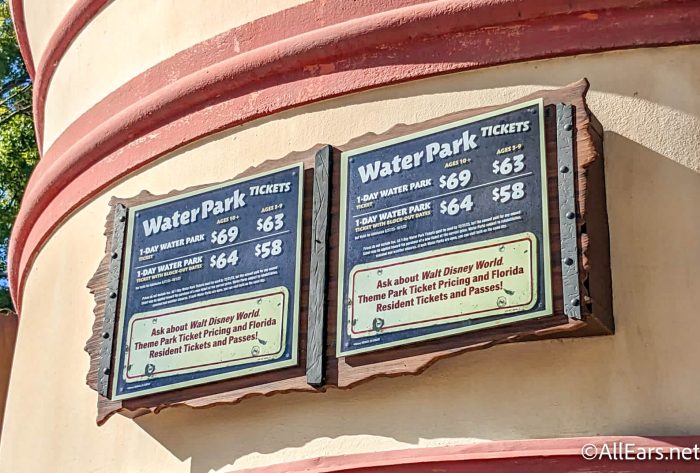 Water Park TICKETS
AGES 10+ AGES 3-9
1-DAY WATER PARK $69 $63
TICKET
1-DAY WATER PARK $64 $58
TICKET WITH BLOCK-OUT DATES
Ask about Walt Disney World.
Theme Park Ticket Pricing and Florida
Resident Tickets and Passes!
Water Park TICKETS
AGES 10+ AGES 3-9
1-DAY WATER PARK $69 $63
TICKET
1-DAY WATER PARK $64 $58
TICKET WITH BLOCK-OUT DATES
Ask about Walt Disney World.
Theme Park Ticket Pricing and Florida
Resident Tickets and Passes!
©AllEars.net